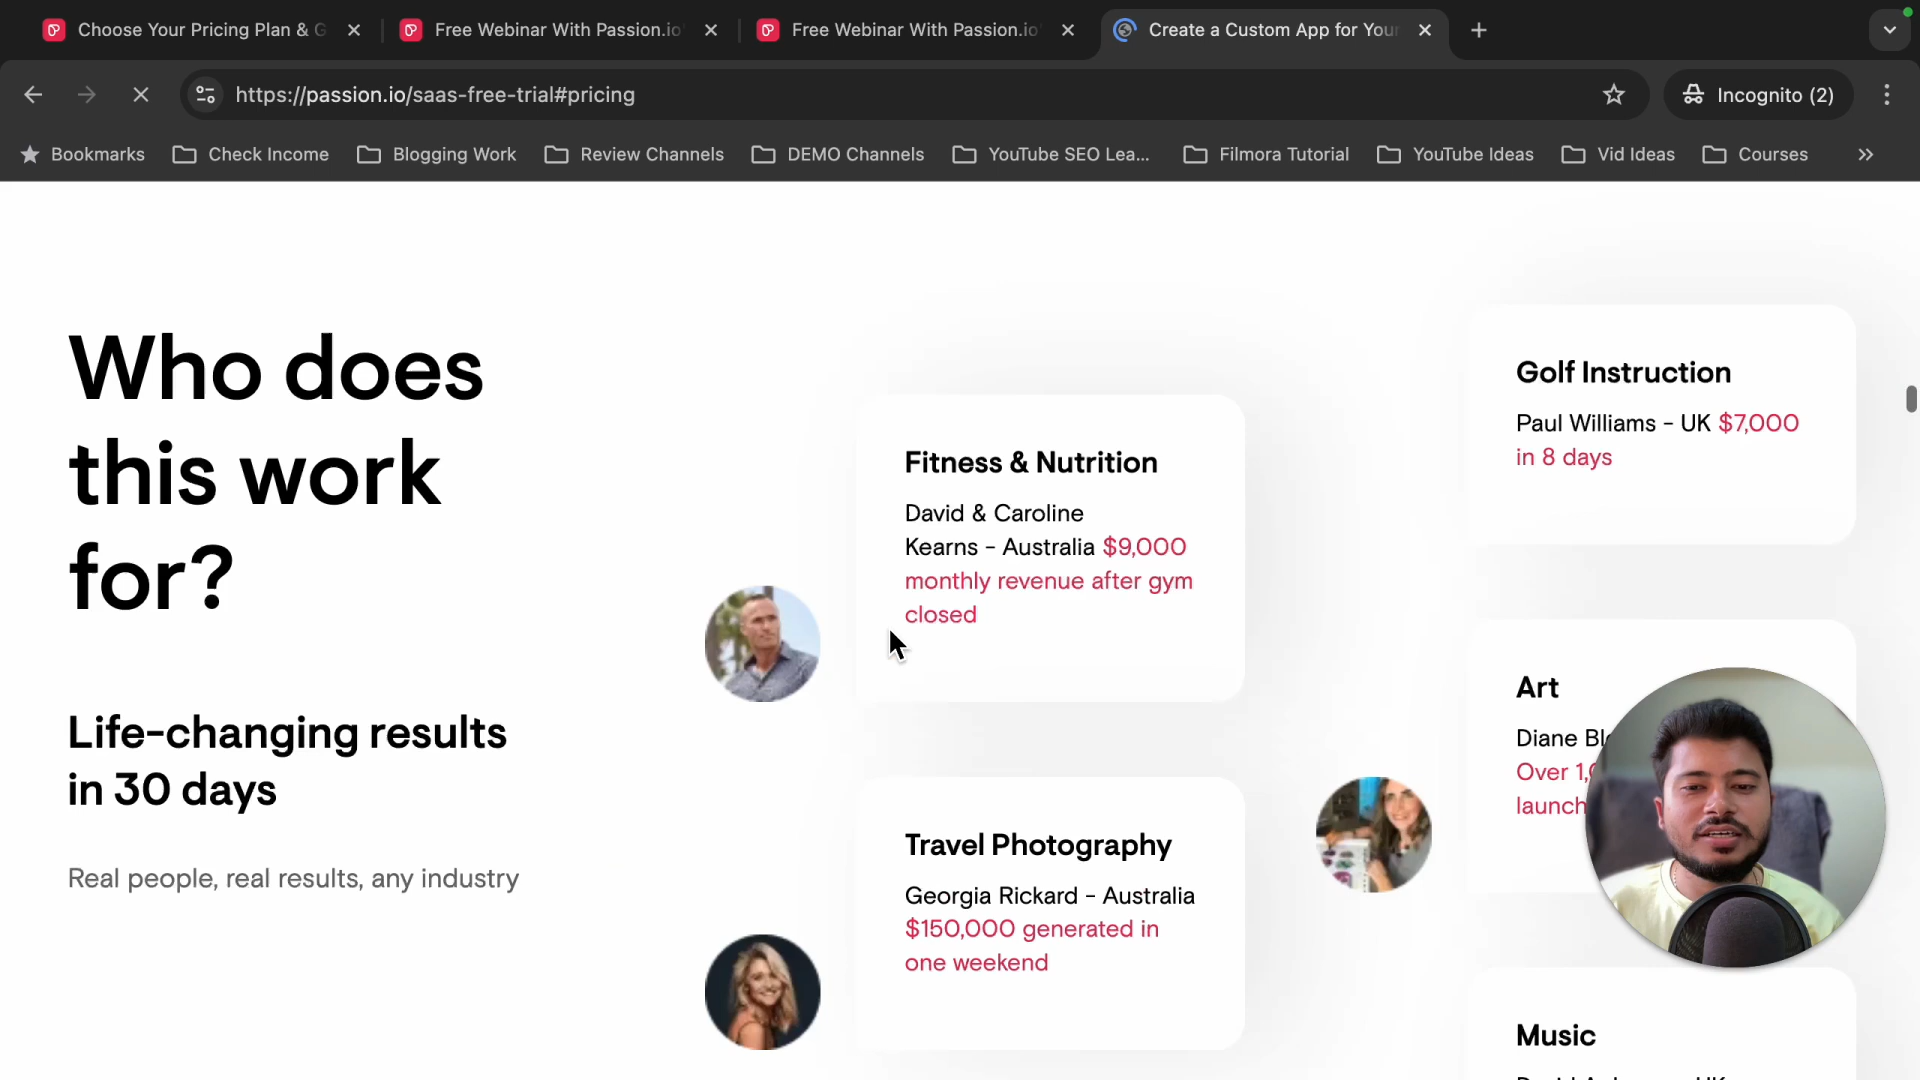 Choose Your Pricing Plan & G
Free Webinar With Passion.io'
Free Webinar With Passion.io'
Create a Custom App for Your
https://passion.io/saas-free-trial#pricing
Incognito (2)
Bookmarks
Check Income
Blogging Work
Review Channels
DEMO Channels
YouTube SEO Lea...
Filmora Tutorial
YouTube Ideas
Vid Ideas
Courses
Who does
this work
for?
Life-changing results
in 30 days
Real people, real results, any industry
Fitness & Nutrition
David & Caroline
Kearns - Australia $9,000
monthly revenue after gym
closed
Travel Photography
Georgia Rickard - Australia
$150,000 generated in
one weekend
Golf Instruction
Paul Williams - UK $7,000
in 8 days
Art
Diane
Over
launch
Music